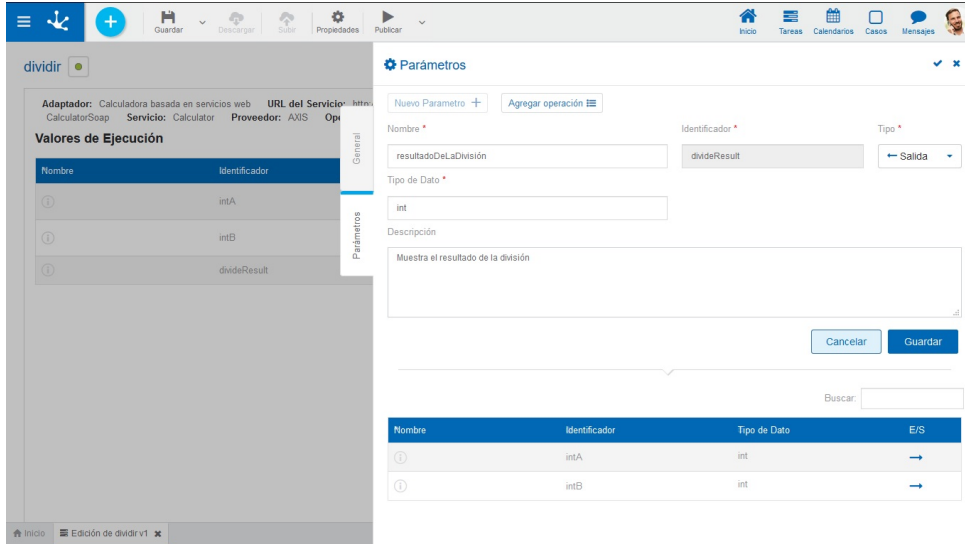 Guardar
Descargar
Subir
Propiedades
Publicar
Inicio
Tareas
Calendarios
Casos
Mensajes
dividir
Adaptador: Calculadora basada en servicios web URL del Servicio: http:
CalculatorSoap Servicio: Calculator Proveedor: AXIS Ope
Valores de Ejecución
Nombre Identificador
intA
intB
divideResult
General
Parámetros
Parámetros
Nuevo Parametro + Agregar operación
Nombre * Identificador * Tipo *
resultadoDeLaDivisión divideResult Salida
Tipo de Dato *
int
Descripción
Muestra el resultado de la división
Cancelar Guardar
Buscar:
Nombre Identificador Tipo de Dato E/S
intA int
intB int
Inicio Edición de dividir v1